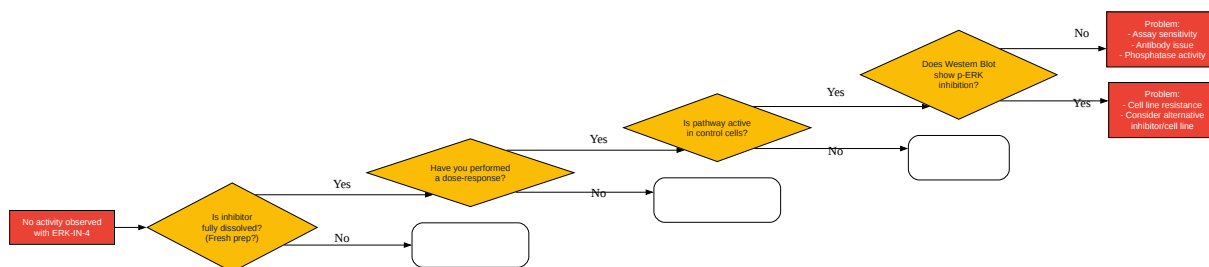 No activity observed
with ERK-IN-4
Is inhibitor
fully dissolved?
(Fresh prep?)
Yes
No
Have you performed
a dose-response?
Yes
No
Is pathway active
in control cells?
Yes
No
Does Western Blot
show p-ERK
inhibition?
No
Yes
Problem:
- Assay sensitivity
- Antibody issue
- Phosphatase activity
Problem:
- Cell line resistance
- Consider alternative
inhibitor/cell line